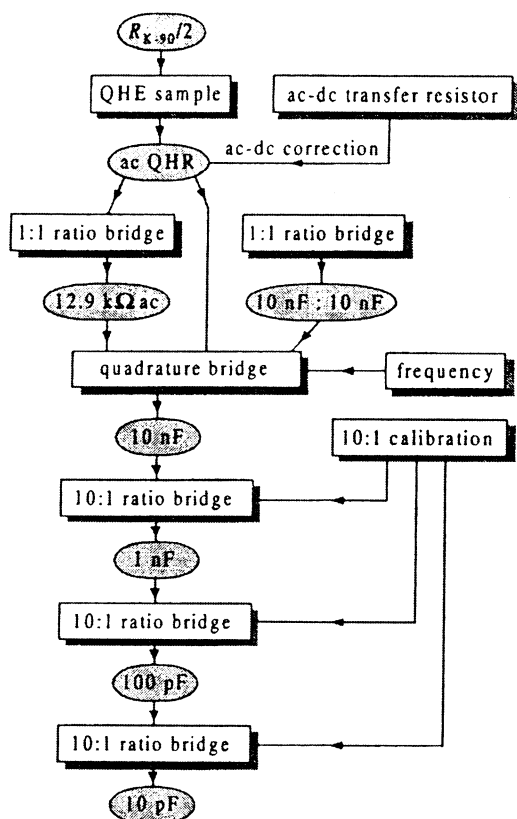 R K-90/2
QHE sample
ac-dc transfer resistor
ac-dc correction
ac QHR
1:1 ratio bridge
1:1 ratio bridge
12.9 kΩ ac
10 nF : 10 nF
quadrature bridge
frequency
10 nF
10:1 calibration
10:1 ratio bridge
1 nF
10:1 ratio bridge
100 pF
10:1 ratio bridge
10 pF